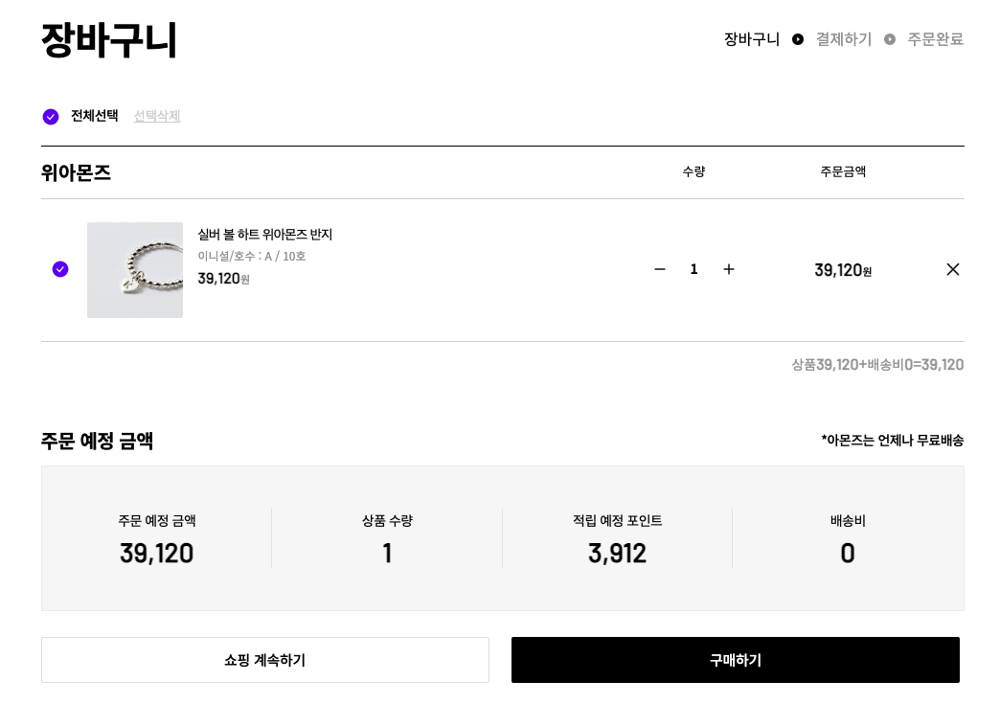 장바구니
장바구니 결제하기 주문완료
전체선택 선택삭제
위아몬즈 수량 주문금액
실버 볼 하트 위아몬즈 반지
이니셜/호수 : A / 10호
39,120원
1
39,120원
상품39,120+배송비0=39,120
주문 예정 금액 *아몬즈는 언제나 무료배송
주문 예정 금액 상품 수량 적립 예정 포인트 배송비
39,120 1 3,912 0
쇼핑 계속하기 구매하기